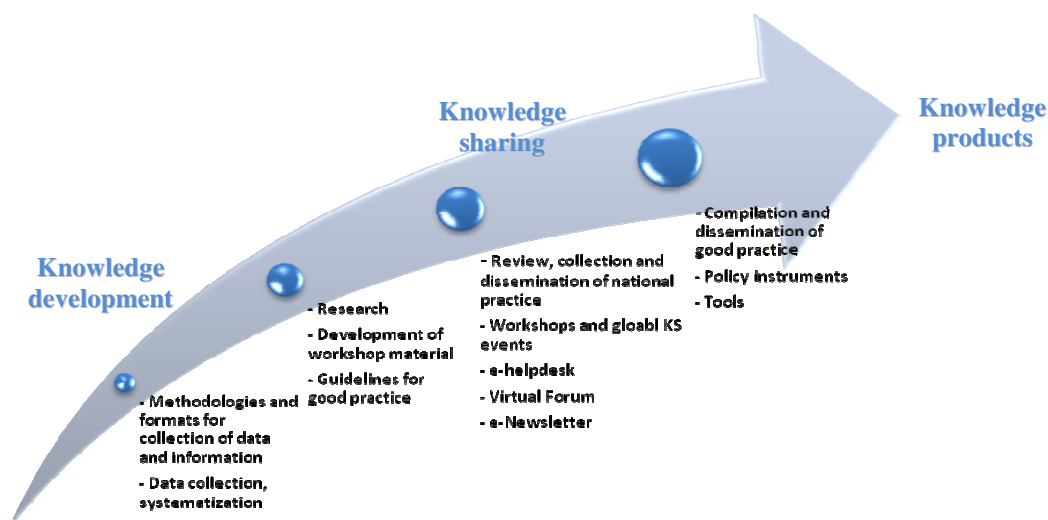 Knowledge
development
- Methodologies and
formats for
collection of data
and information
- Data collection,
systematization
- Research
- Development of
workshop material
- Guidelines for
good practice
Knowledge
sharing
- Review, collection and
dissemination of national
practice
- Workshops and gloabl KS
events
- e-helpdesk
- Virtual Forum
- e-Newsletter
- Compilation and
dissemination of
good practice
- Policy instruments
- Tools
Knowledge
products